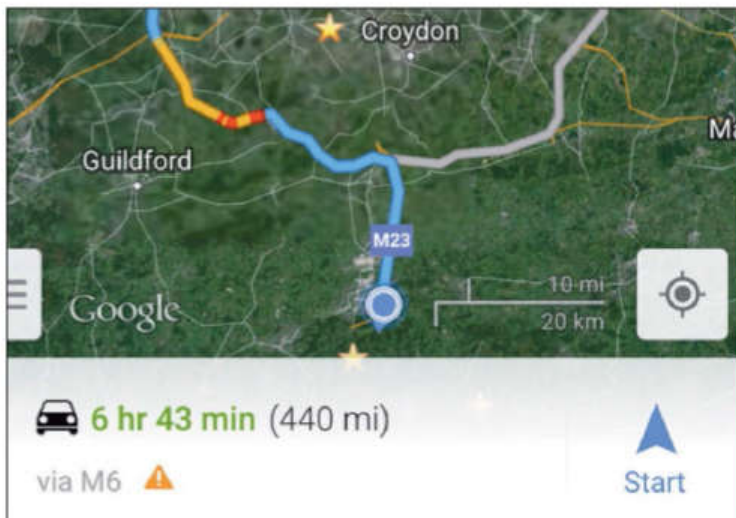 Croydon
Ma
Guildford
M23
10 mi
Google
20 km
6 hr 43 min (440 mi)
via M6
Start